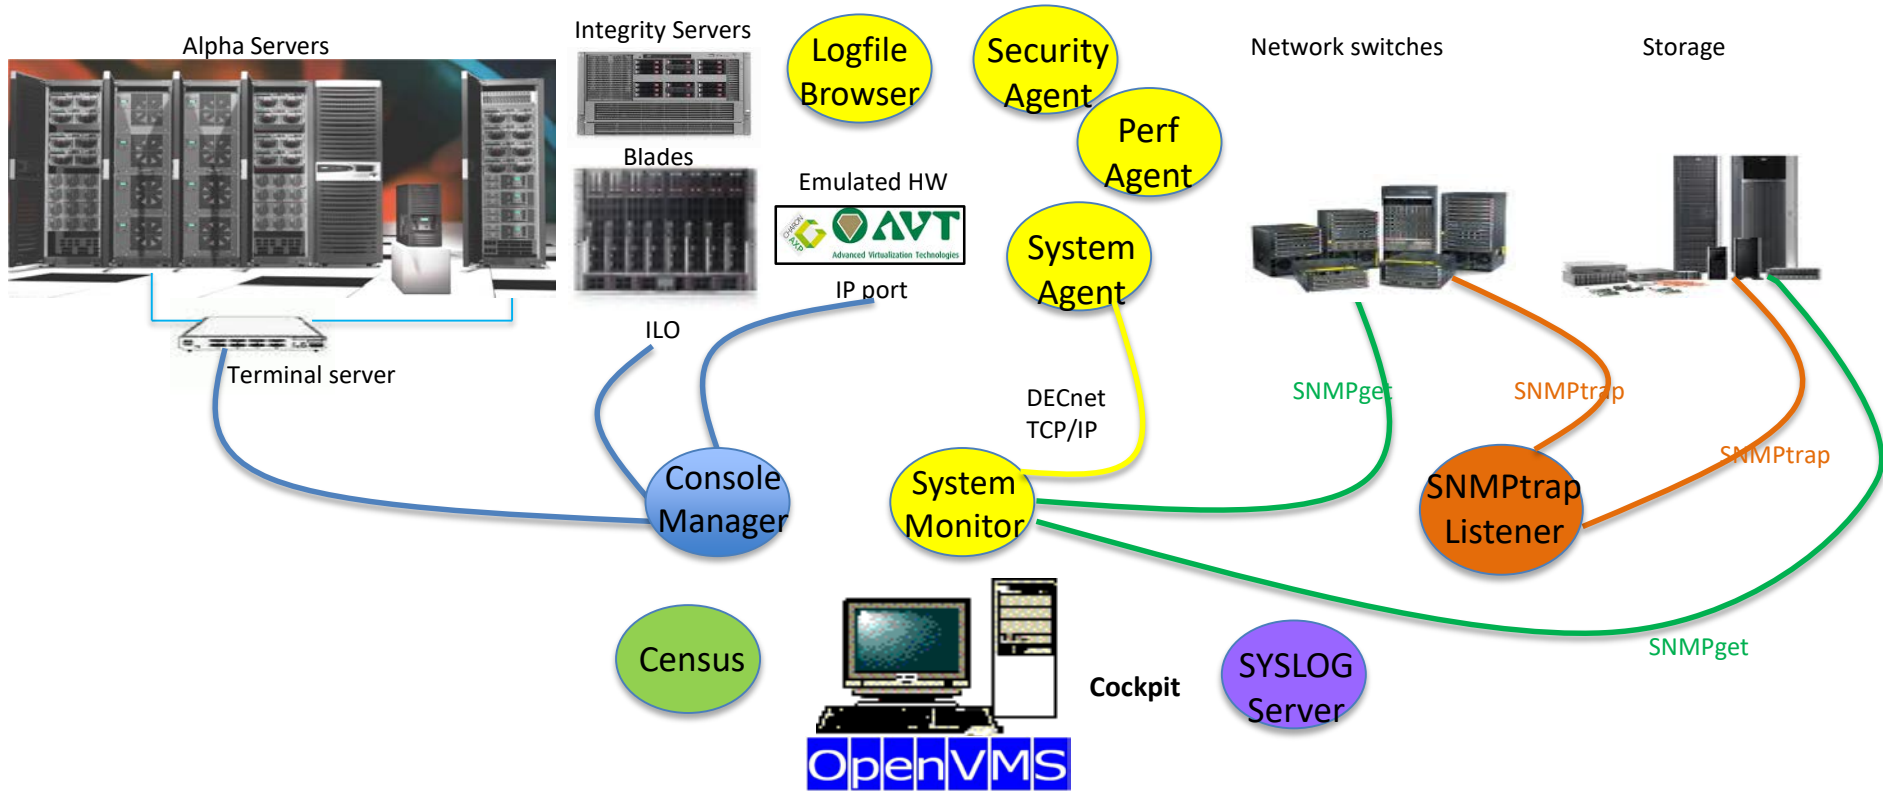 Alpha Servers
Integrity Servers
Logfile
Browser
Security
Agent
Network switches
Storage
Perf
Agent
Blades
Emulated HW
AVT
Advanced Virtualization Technologies
IP port
System
Agent
ILO
Terminal server
DECnet
TCP/IP
SNMPget
SNMPtrap
SNMPtrap
Console
Manager
System
Monitor
SNMPtrap
Listener
Census
Cockpit
SYSLOG
Server
SNMPget
OpenVMS